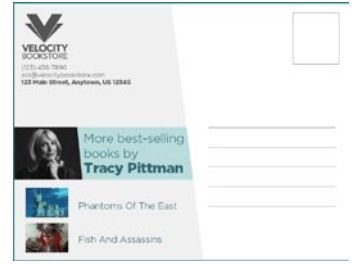 VELOCITY
BOOKSTORE
(123) 456-7890
123 Main Street, Anytown, US 12345
More best-selling
books by
Tracy Pittman
Phantoms Of The East
Fish And Assassins